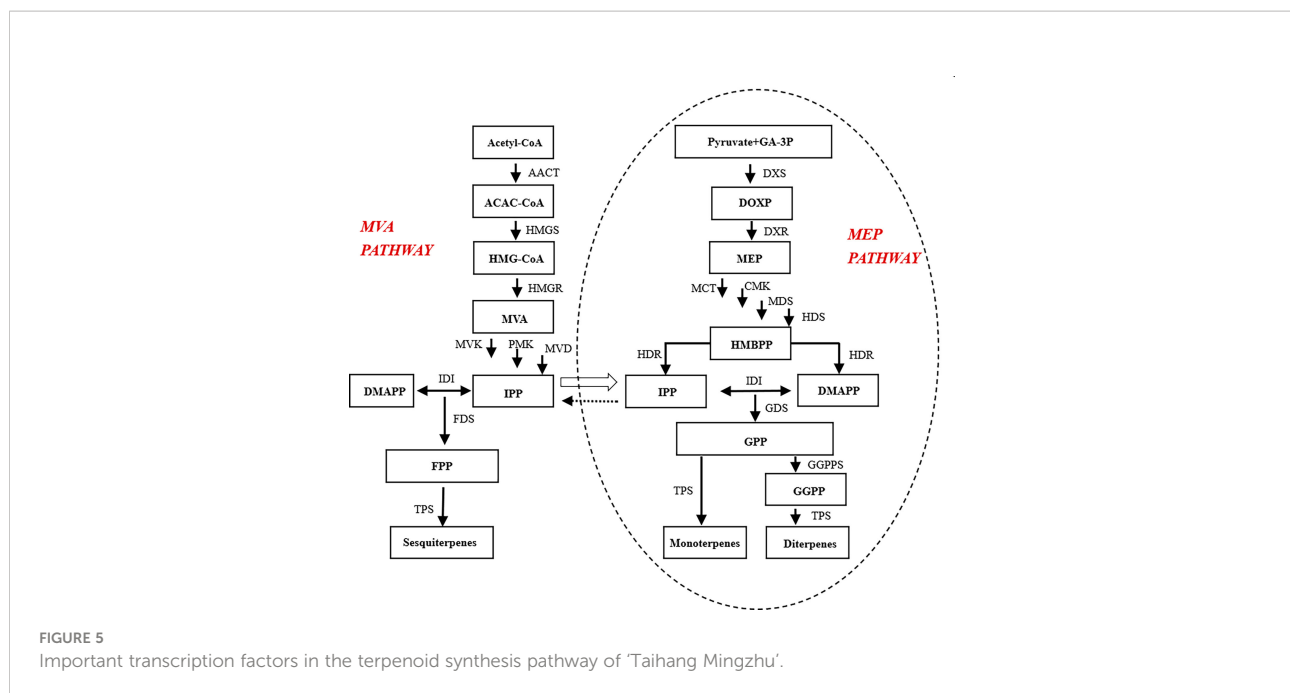 Acetyl-CoA
AACT
ACAC-CoA
HMGS
MVA
PATHWAY
HMG-CoA
HMGR
MVA
MVK
PMK
MVD
DMAPP
IDI
IPP
FDS
FPP
TPS
Sesquiterpenes
Pyruvate+GA-3P
DXS
DOXP
DXR
MEP
PATHWAY
MEP
MCT
CMK
MDS
HDS
HMBPP
HDR
HDR
IPP
IDI
DMAPP
GDS
GPP
GGPPS
GGPP
TPS
TPS
Monoterpenes
Diterpenes
FIGURE 5
Important transcription factors in the terpenoid synthesis pathway of ‘Taihang Mingzhu’.